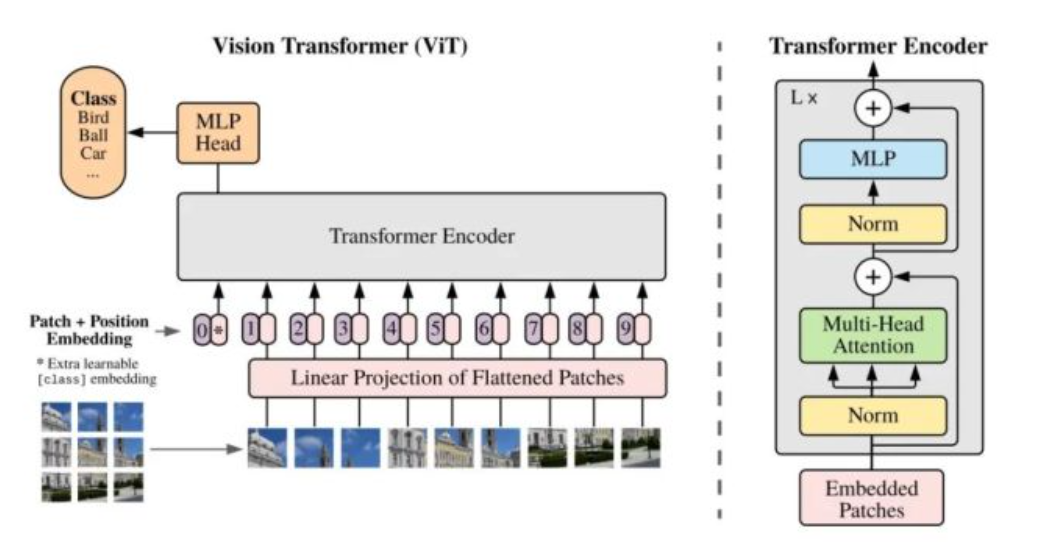 Vision Transformer (ViT)
Class
Bird
Ball
Car
...
MLP
Head
Transformer Encoder
Patch + Position
Embedding
* Extra learnable
[class] embedding
0 * 1 2 3 4 5 6 7 8 9
Linear Projection of Flattened Patches
Transformer Encoder
L x
+
MLP
Norm
+
Multi-Head
Attention
Norm
Embedded
Patches